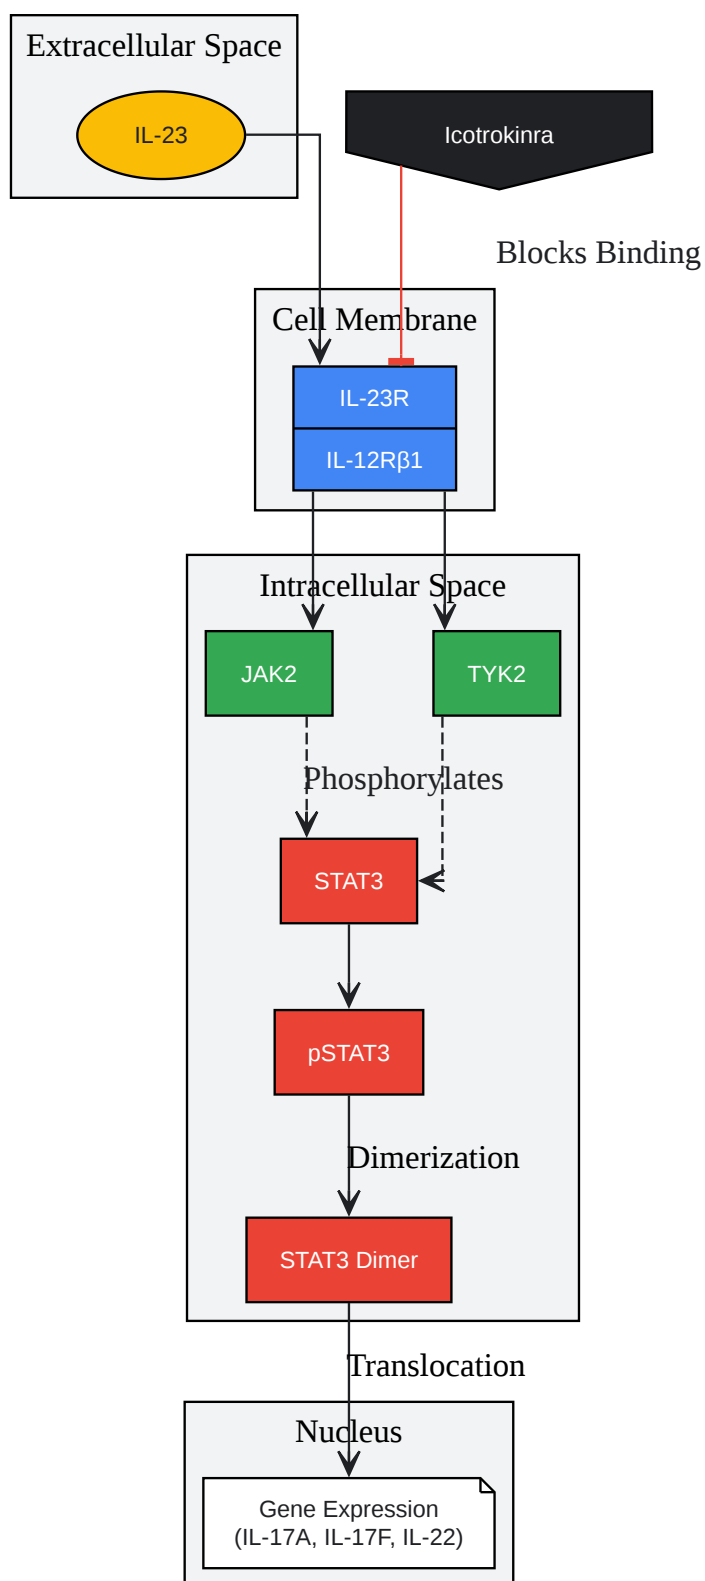 Extracellular Space
IL-23
Icotrokinra
Blocks Binding
Cell Membrane
IL-23R
IL-12Rβ1
Intracellular Space
JAK2
TYK2
Phosphorylates
STAT3
pSTAT3
Dimerization
STAT3 Dimer
Translocation
Nucleus
Gene Expression
(IL-17A, IL-17F, IL-22)